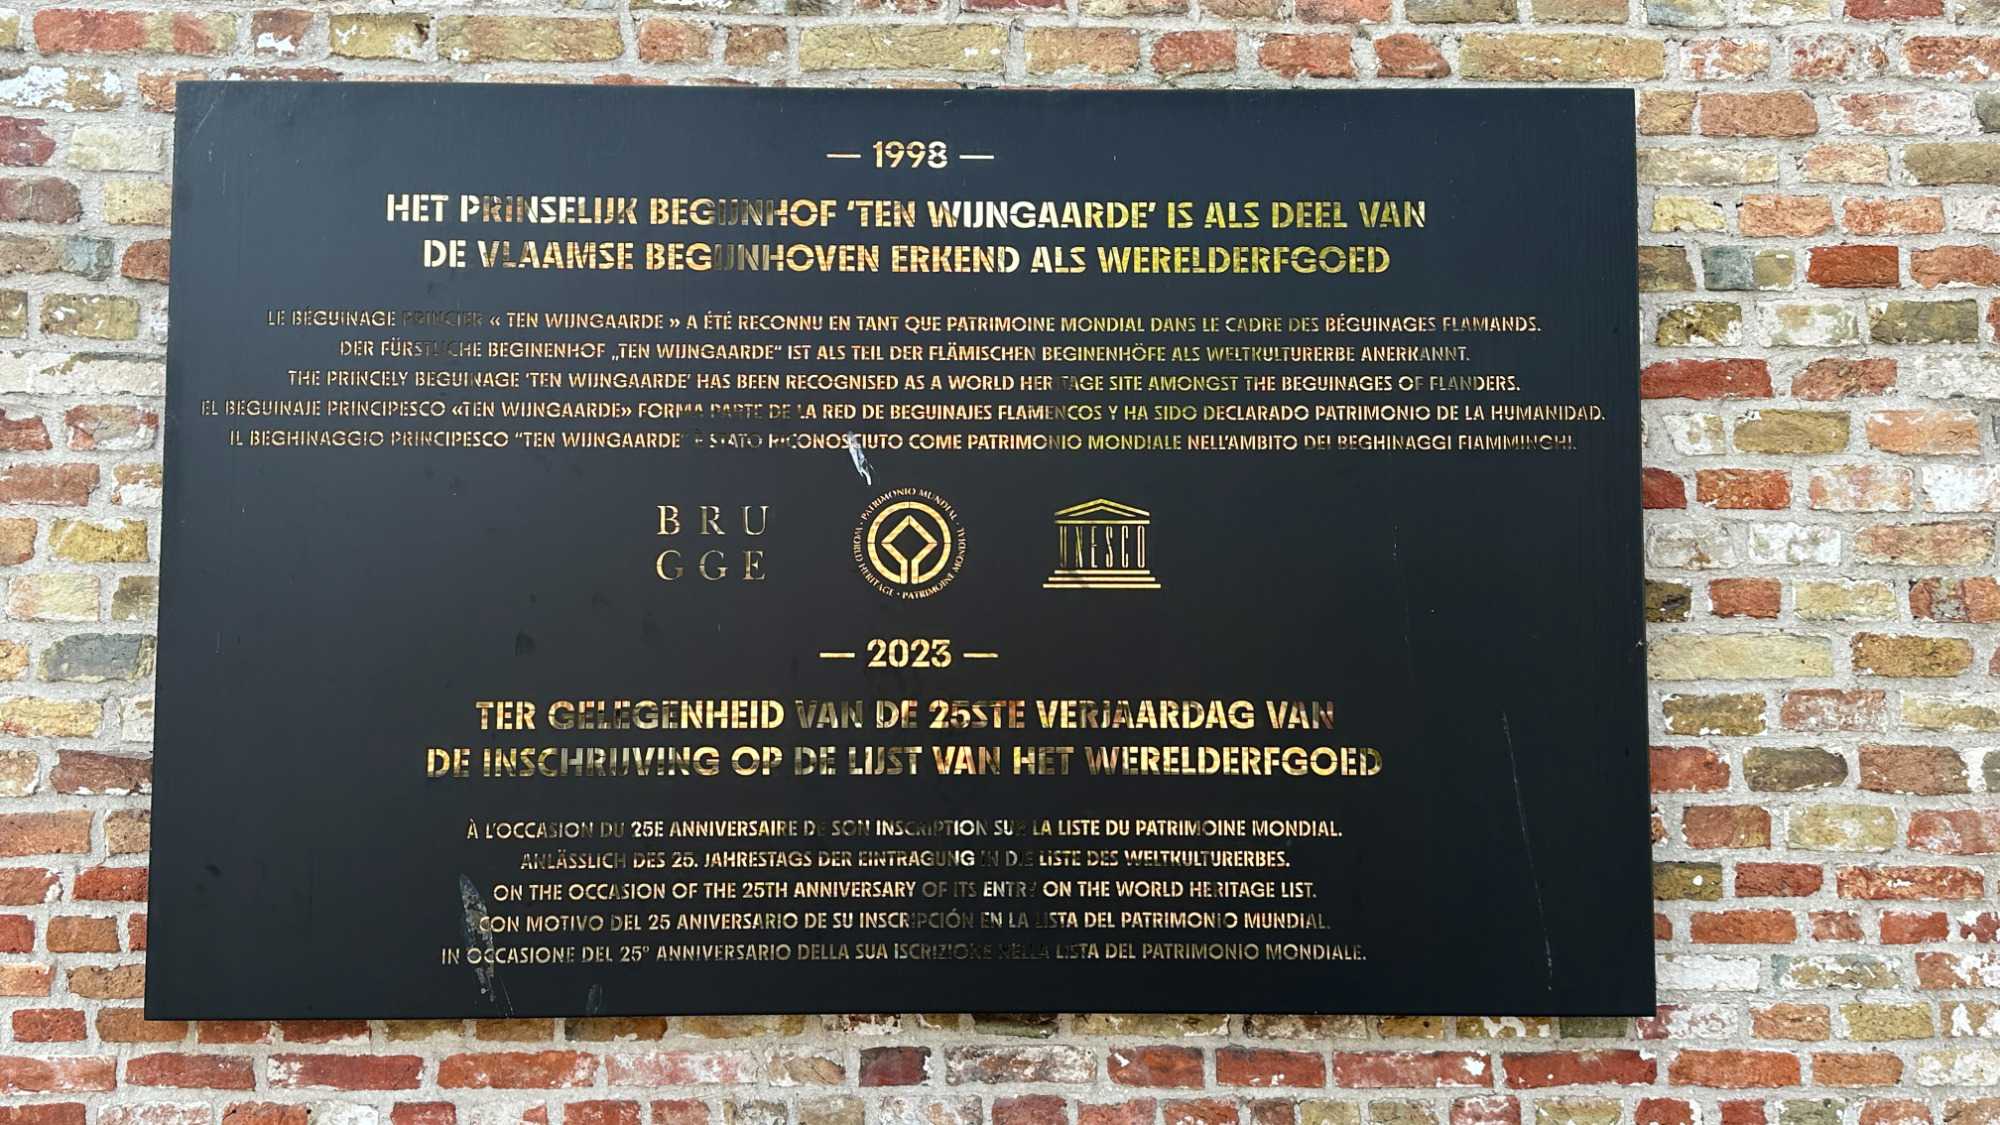 — 1998 —
HET PRINSELIJK BEGIJNHOF ‘TEN WIJNGAARDE’ IS ALS DEEL VAN
DE VLAAMSE BEGIJNHOVEN ERKEND ALS WERELDERFGOED
LE BÉGUINAGE PRINCIER « TEN WIJNGAARDE » A ÉTÉ RECONNU EN TANT QUE PATRIMOINE MONDIAL DANS LE CADRE DES BÉGUINAGES FLAMANDS.
DER FÜRSTLICHE BEGINENHOF „TEN WIJNGAARDE“ IST ALS TEIL DER FLÄMISCHEN BEGINENHÖFE ALS WELTKULTURERBE ANERKANNT.
THE PRINCELY BEGUINAGE ‘TEN WIJNGAARDE’ HAS BEEN RECOGNISED AS A WORLD HERITAGE SITE AMONGST THE BEGUINAGES OF FLANDERS.
EL BEGUINAJE PRINCIPESCO «TEN WIJNGAARDE» FORMA PARTE DE LA RED DE BEGUINAJES FLAMENCOS Y HA SIDO DECLARADO PATRIMONIO DE LA HUMANIDAD.
IL BEGHINAGGIO PRINCIPESCO “TEN WIJNGAARDE” È STATO RICONOSCIUTO COME PATRIMONIO MONDIALE NELL’AMBITO DEI BEGHINAGGI FIAMMINGHI.
BRU
GGE
WORLD HERITAGE • PATRIMOINE MONDIAL • PATRIMONIO MUNDIAL •
UNESCO
— 2023 —
TER GELEGENHEID VAN DE 25STE VERJAARDAG VAN
DE INSCHRIJVING OP DE LIJST VAN HET WERELDERFGOED
À L’OCCASION DU 25E ANNIVERSAIRE DE SON INSCRIPTION SUR LA LISTE DU PATRIMOINE MONDIAL.
ANLÄSSLICH DES 25. JAHRESTAGS DER EINTRAGUNG IN DIE LISTE DES WELTKULTURERBES.
ON THE OCCASION OF THE 25TH ANNIVERSARY OF ITS ENTRY ON THE WORLD HERITAGE LIST.
CON MOTIVO DEL 25 ANIVERSARIO DE SU INSCRIPCIÓN EN LA LISTA DEL PATRIMONIO MUNDIAL.
IN OCCASIONE DEL 25° ANNIVERSARIO DELLA SUA ISCRIZIONE NELLA LISTA DEL PATRIMONIO MONDIALE.